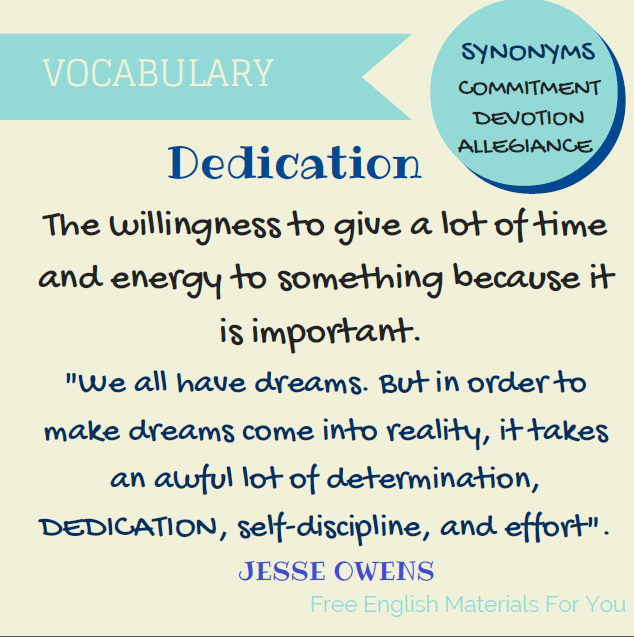 VOCABULARY
SYNONYMS
COMMITMENT
DEVOTION
ALLEGIANCE
Dedication
The willingness to give a lot of time
and energy to something because it
is important.
"We all have dreams. But in order to
make dreams come into reality, it takes
an awful lot of determination,
DEDICATION, self-discipline, and effort".
JESSE OWENS
Free English Materials For You